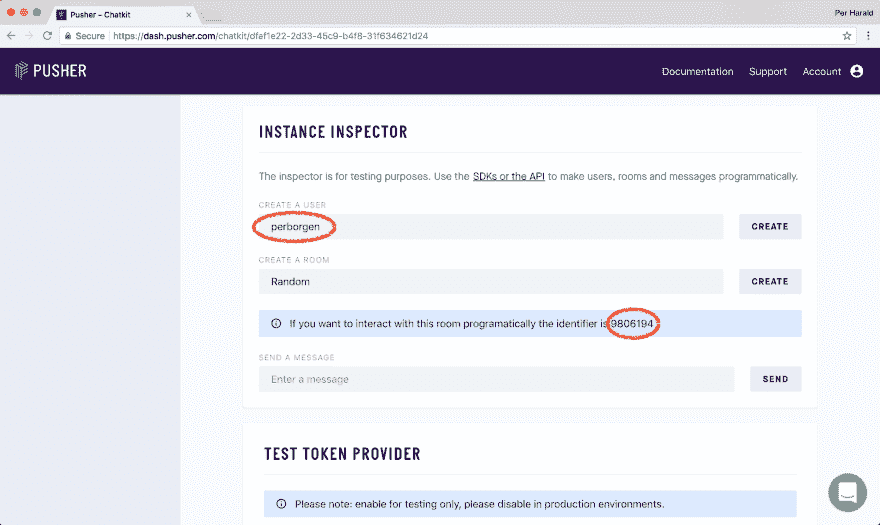 Pusher - Chatkit
Per Harald
Secure
https://dash.pusher.com/chatkit/dfaf1e22-2d33-45c9-b4f8-31f634621d24
PUSHER
Documentation Support Account
INSTANCE INSPECTOR
The inspector is for testing purposes. Use the SDKs or the API to make users, rooms and messages programmatically.
CREATE A USER
perborgen CREATE
CREATE A ROOM
Random CREATE
If you want to interact with this room programatically the identifier is 9806194
SEND A MESSAGE
Enter a message SEND
TEST TOKEN PROVIDER
Please note: enable for testing only, please disable in production environments.